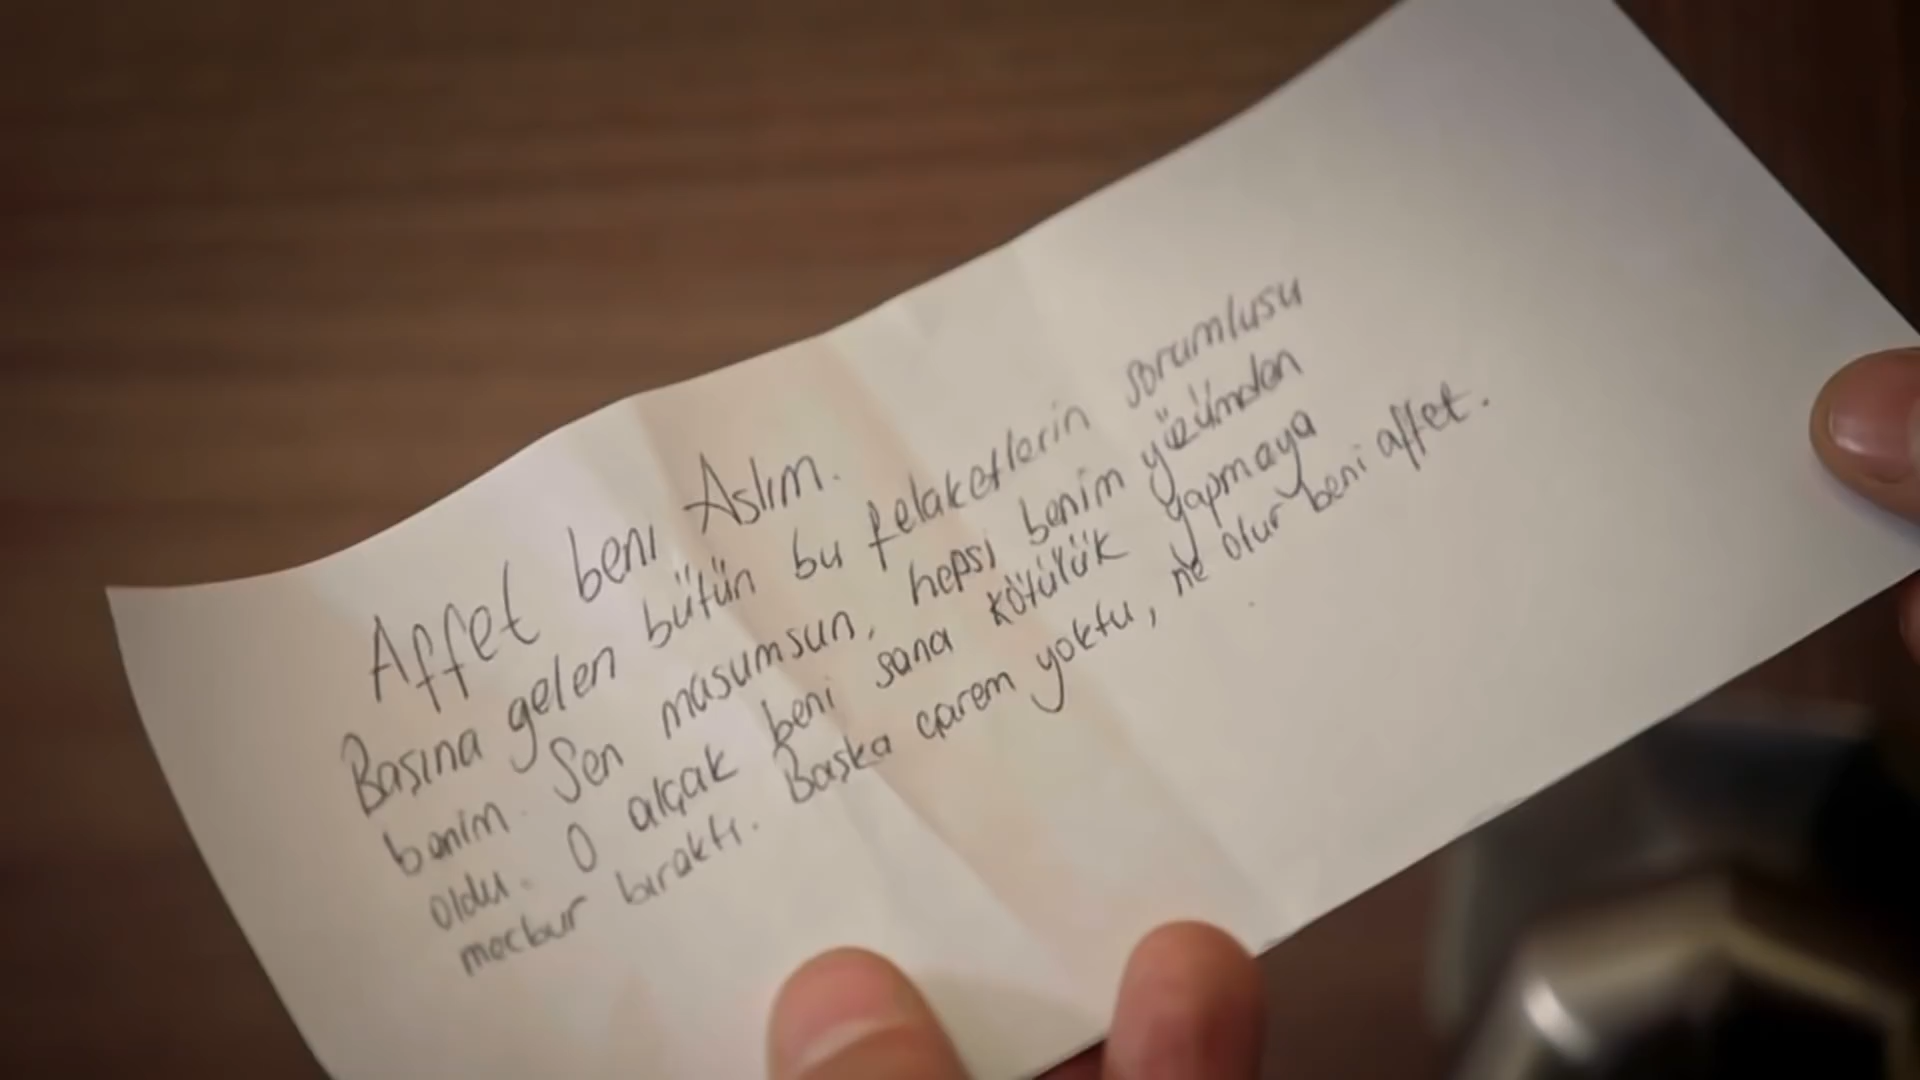 Affet beni Aslım.
Başına gelen bütün bu felaketlerin sorumlusu
benim. Sen masumsun, hepsi benim yüzümden
oldu. O alçak beni sana kötülük yapmaya
mecbur bıraktı. Başka çarem yoktu, ne olur beni affet.